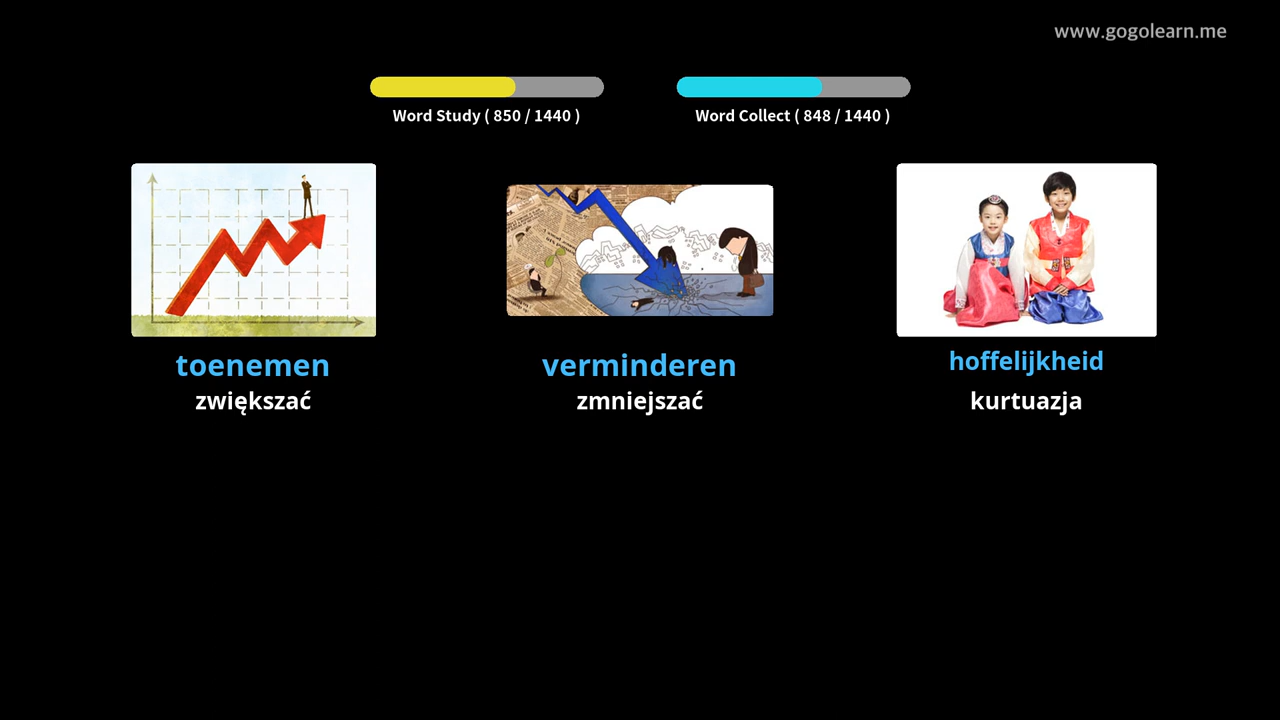 www.gogolearn.me
Word Study ( 850 / 1440 )
Word Collect ( 848 / 1440 )
toenemen
zwiększać
verminderen
zmniejszać
hoffelijkheid
kurtuazja